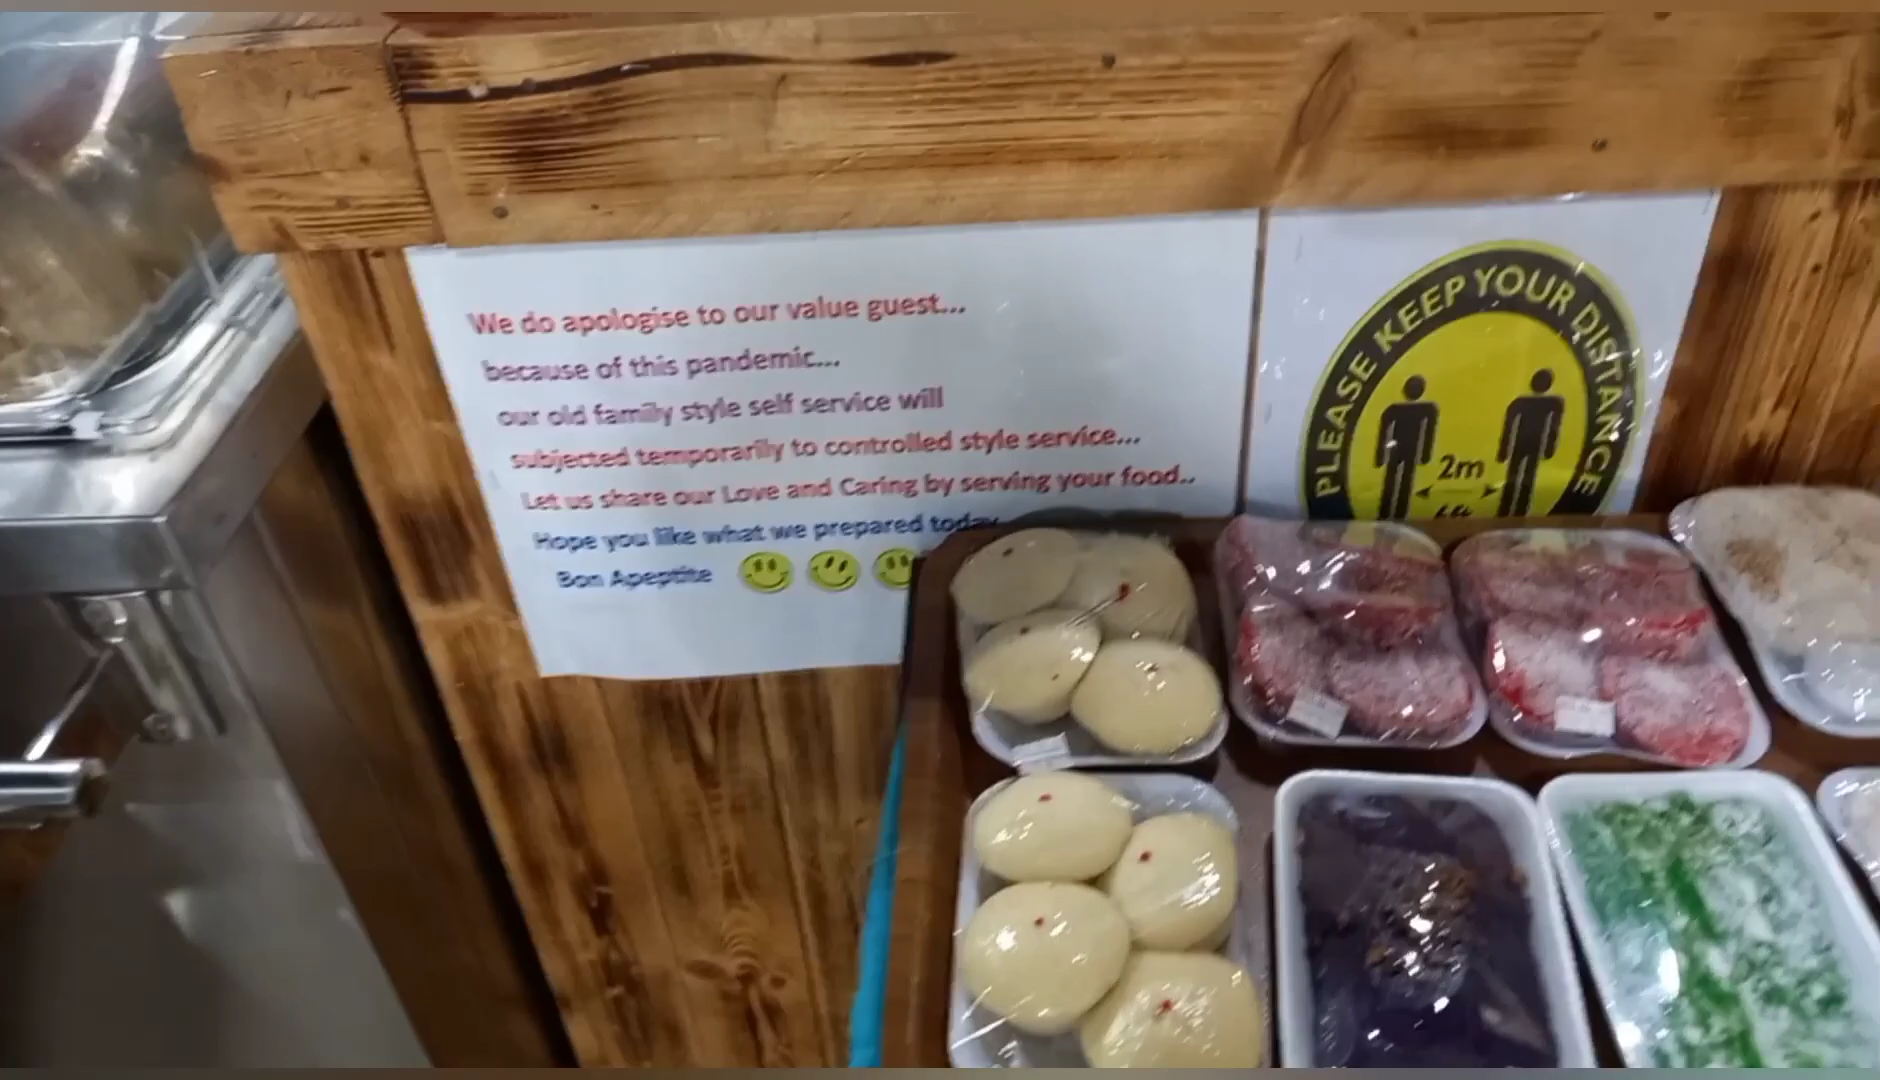 We do apologise to our value guest...
because of this pandemic...
our old family style self service will
subjected temporarily to controlled style service...
Let us share our Love and Caring by serving your food..
Hope you like what we prepared today
Bon Apeptite
PLEASE KEEP YOUR DISTANCE
2m
6ft